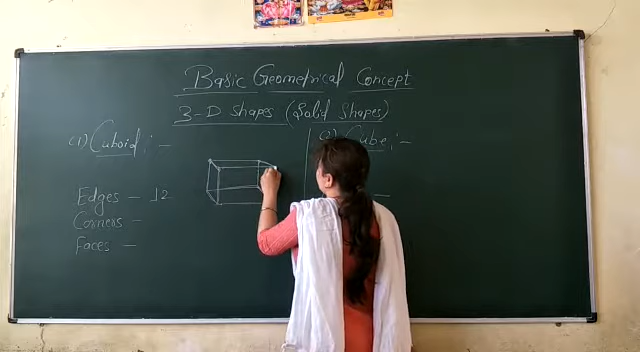 Basic Geometrical Concept
3-D Shapes (Solid Shapes)
(1) Cuboid :-
(2) Cube :-
Edges - 12
Corners -
Faces -